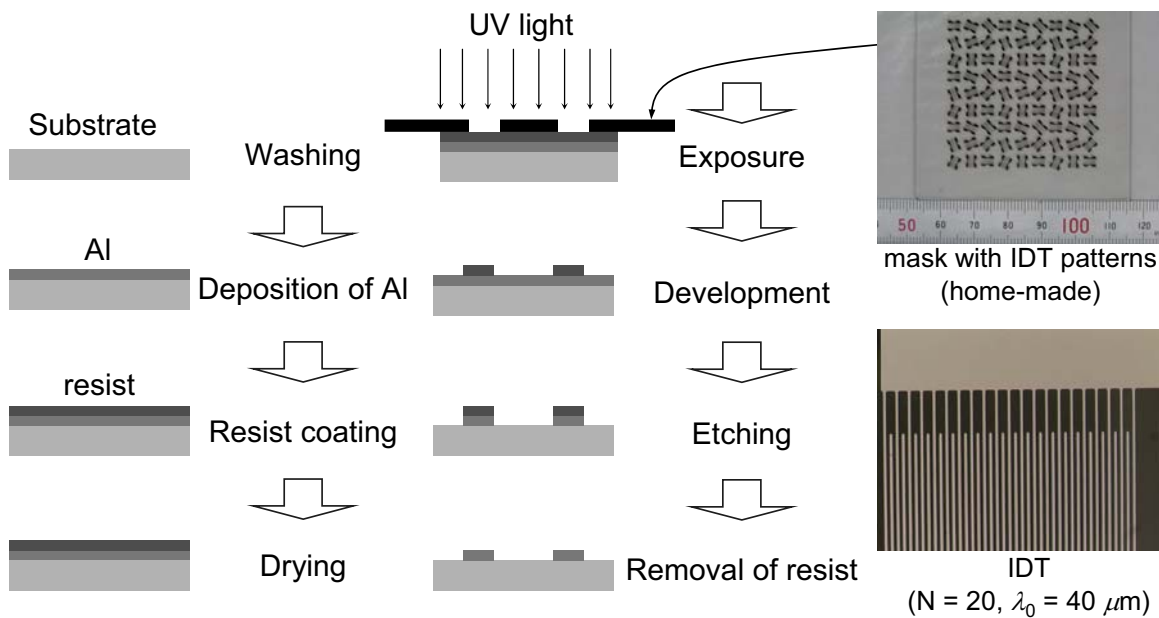 UV light
Substrate
Washing
Exposure
Al
Deposition of Al
Development
resist
Resist coating
Etching
Drying
Removal of resist
50 60 70 80 90 100 110 120
mask with IDT patterns
(home-made)
IDT
(N = 20, λ₀ = 40 μm)